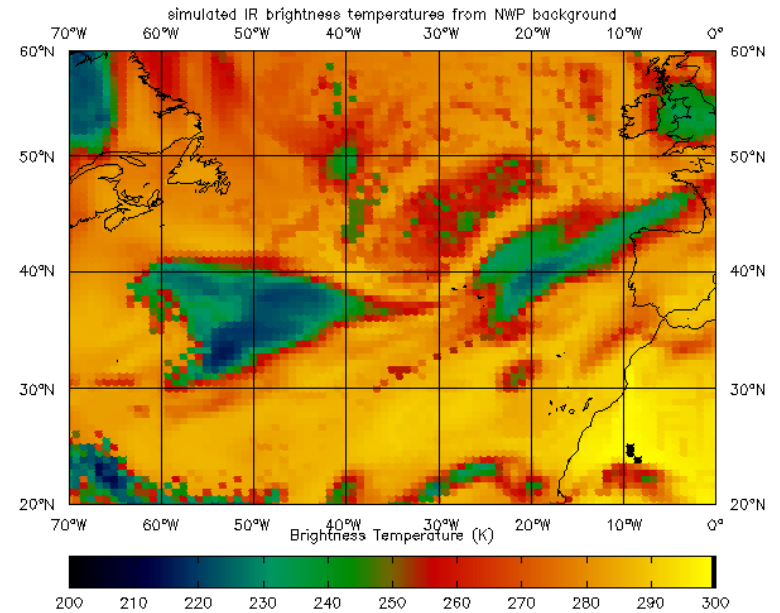 simulated IR brightness temperatures from NWP background
70°W 60°W 50°W 40°W 30°W 20°W 10°W 0°
60°N 60°N
50°N 50°N
40°N 40°N
30°N 30°N
20°N 20°N
70°W 60°W 50°W 40°W 30°W 20°W 10°W 0°
Brightness Temperature (K)
200 210 220 230 240 250 260 270 280 290 300